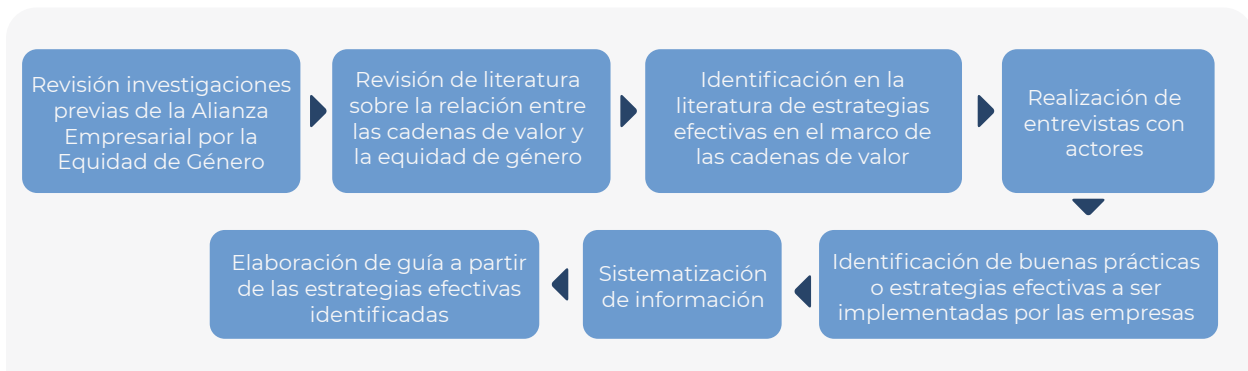 Revisión investigaciones
previas de la Alianza
Empresarial por la
Equidad de Género
Revisión de literatura
sobre la relación entre
las cadenas de valor y
la equidad de género
Identificación en la
literatura de estrategias
efectivas en el marco de
las cadenas de valor
Realización de
entrevistas con
actores
Identificación de buenas prácticas
o estrategias efectivas a ser
implementadas por las empresas
Sistematización
de información
Elaboración de guía a partir
de las estrategias efectivas
identificadas